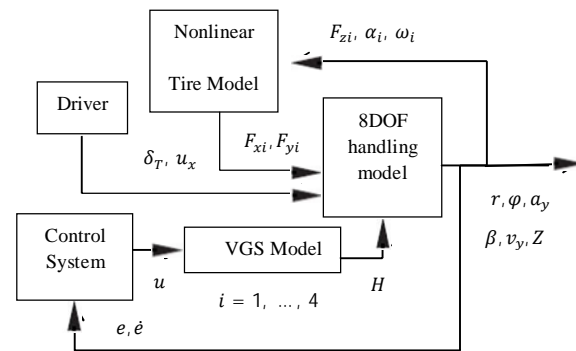 Nonlinear
Tire Model
F_{zi}, α_i, ω_i
Driver
8DOF
handling
model
F_{xi}, F_{yi}
δ_T, u_x
r, φ, a_y
β, v_y, Z
Control
System
VGS Model
u
i = 1, …, 4
H
e, ė